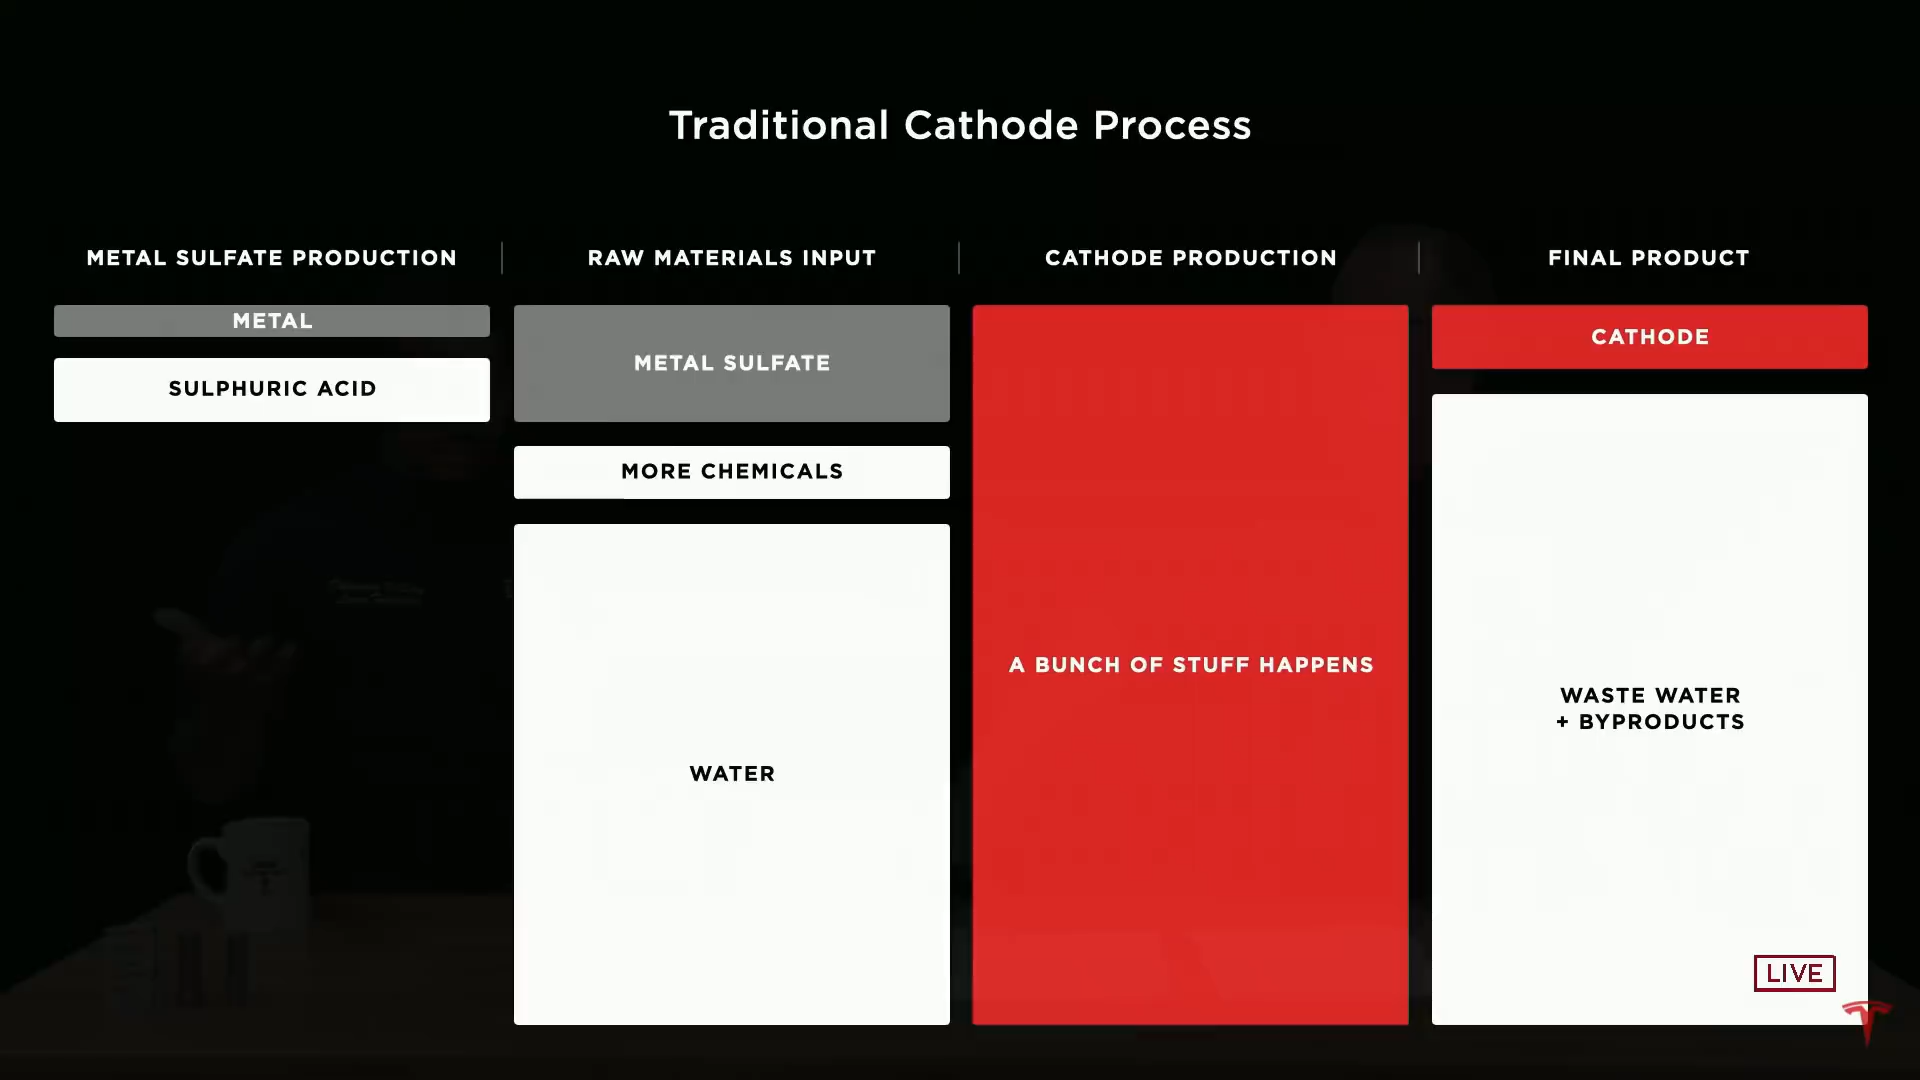 Traditional Cathode Process
METAL SULFATE PRODUCTION
RAW MATERIALS INPUT
CATHODE PRODUCTION
FINAL PRODUCT
METAL
SULPHURIC ACID
METAL SULFATE
MORE CHEMICALS
WATER
A BUNCH OF STUFF HAPPENS
CATHODE
WASTE WATER
+ BYPRODUCTS
LIVE